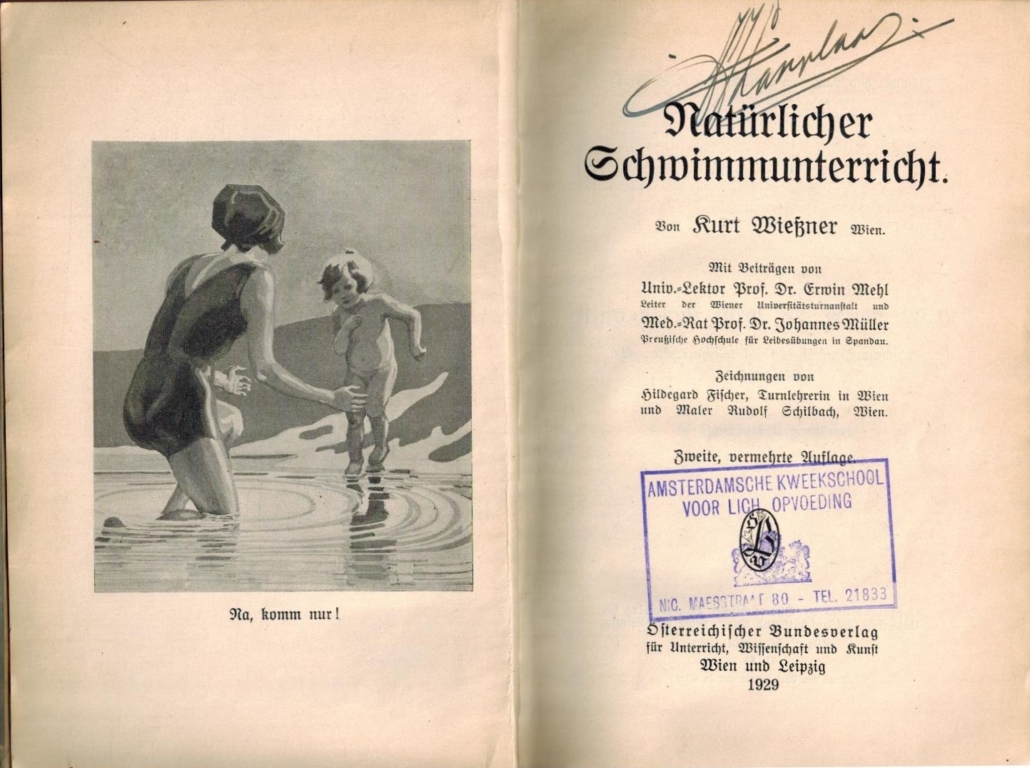 Na, komm nur!
Natürlicher
Schwimmunterricht.
Von Kurt Wießner Wien.
Mit Beiträgen von
Univ.-Lektor Prof. Dr. Erwin Mehl
Leiter der Wiener Universitätsturnanstalt und
Med.-Rat Prof. Dr. Johannes Müller
Preußische Hochschule für Leibesübungen in Spandau.
Zeichnungen von
Hildegard Fischer, Turnlehrerin in Wien
und Maler Rudolf Schilbach, Wien.
Zweite, vermehrte Auflage.
AMSTERDAMSCHE KWEEKSCHOOL
VOOR LICH. OPVOEDING
NIC. MAESSTRAAT 80 - TEL. 21833
Österreichischer Bundesverlag
für Unterricht, Wissenschaft und Kunst
Wien und Leipzig
1929